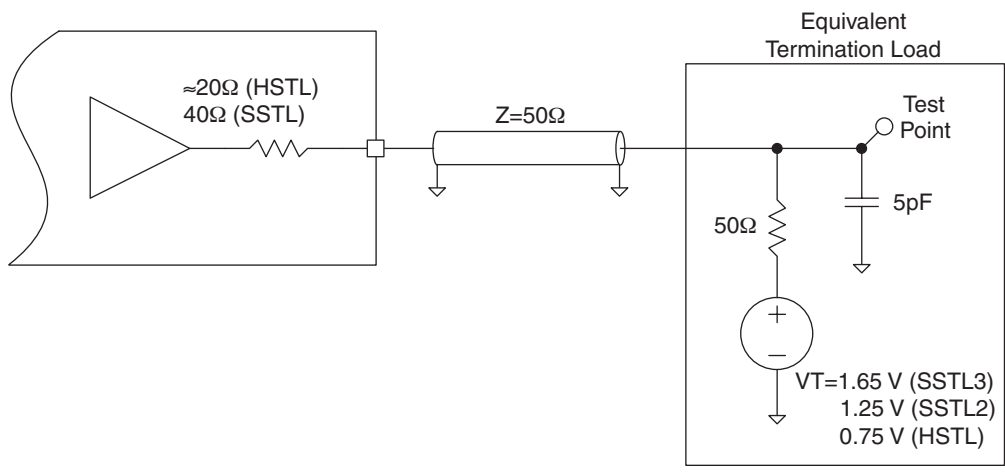 Equivalent
Termination Load
≈20Ω (HSTL)
40Ω (SSTL)
Z=50Ω
Test
Point
50Ω
5pF
+
–
VT=1.65 V (SSTL3)
1.25 V (SSTL2)
0.75 V (HSTL)